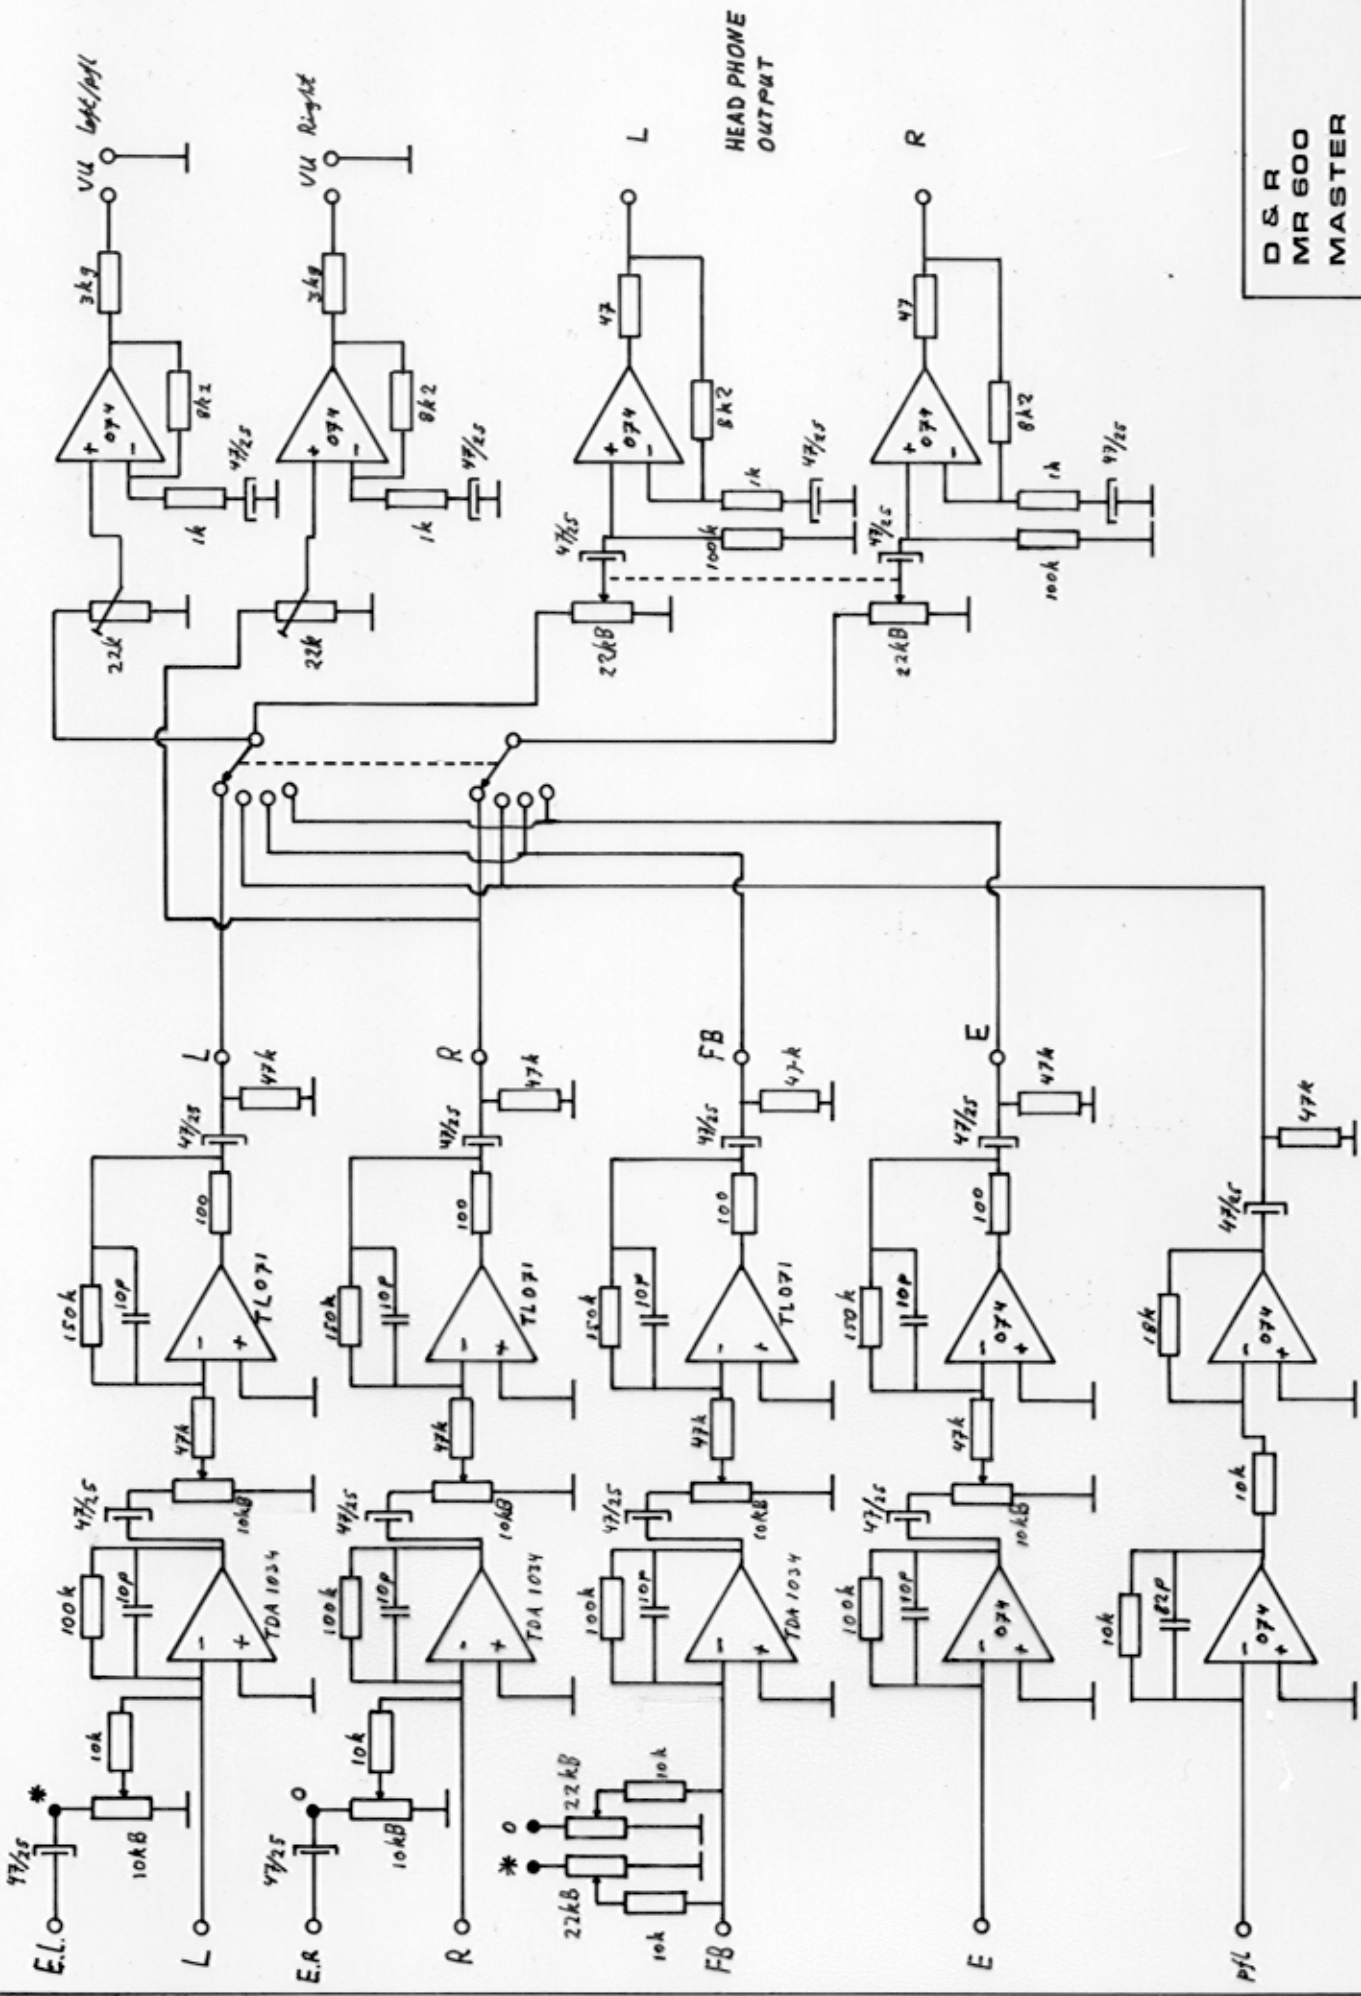 E.L.
47/25
*
10kB
10k
L
100k
10p
TDA 1034
47/25
10kB
47k
150k
10p
TL071
100
47/25
47k
L
22k
1k
47/25
8k2
074
3k9
VU
Left/pfl
E.R
47/25
o
10kB
10k
R
100k
10p
TDA 1034
47/25
10kB
47k
150k
10p
TL071
100
47/25
47k
R
22k
1k
47/25
8k2
074
3k9
VU
Right
*
o
22kB
22kB
10k
10k
FB
100k
10p
TDA 1034
47/25
10kB
47k
150k
10p
TL071
100
47/25
47k
FB
22kB
47/25
100k
1k
47/25
8k2
074
47
L
HEAD PHONE
OUTPUT
E
100k
10p
074
47/25
10kB
47k
150k
10p
074
100
47/25
47k
E
22kB
47/25
100k
1k
47/25
8k2
074
47
R
pfl
10k
82p
074
10k
18k
074
47/25
47k
D & R
MR 600
MASTER